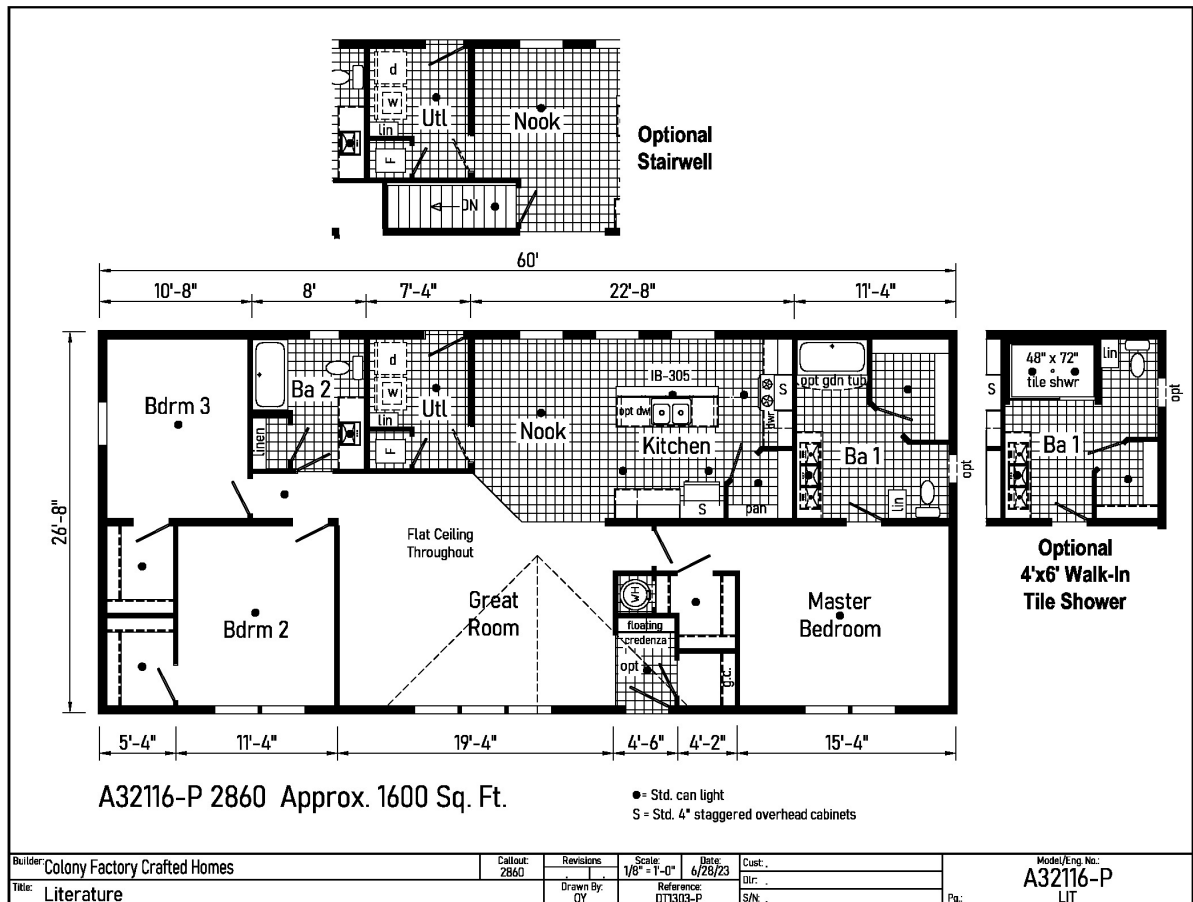 d
w
Utl
lin
F
Nook
DN
Optional
Stairwell
60'
10'-8"
8'
7'-4"
22'-8"
11'-4"
26'-8"
Bdrm 3
Ba 2
linen
d
w
Utl
lin
F
Nook
IB-305
opt dw
Kitchen
S
dwr
S
pan
opt gdn tub
Ba 1
lin
opt
S
48" x 72"
tile shwr
lin
opt
Ba 1
Optional
4'x6' Walk-In
Tile Shower
Flat Ceiling
Throughout
Bdrm 2
Great
Room
WH
floating
credenza
opt
g.c.
Master
Bedroom
5'-4"
11'-4"
19'-4"
4'-6"
4'-2"
15'-4"
A32116-P 2860 Approx. 1600 Sq. Ft.
●= Std. can light
S = Std. 4" staggered overhead cabinets
Builder: Colony Factory Crafted Homes
Callout:
2860
Revisions
Scale:
1/8" = 1'-0"
Date:
6/28/23
Cust: .
Dlr: .
S/N: .
Model/Eng. No.:
A32116-P
LIT
Title: Literature
Drawn By:
OY
Reference:
DT1303-P
Pg.: